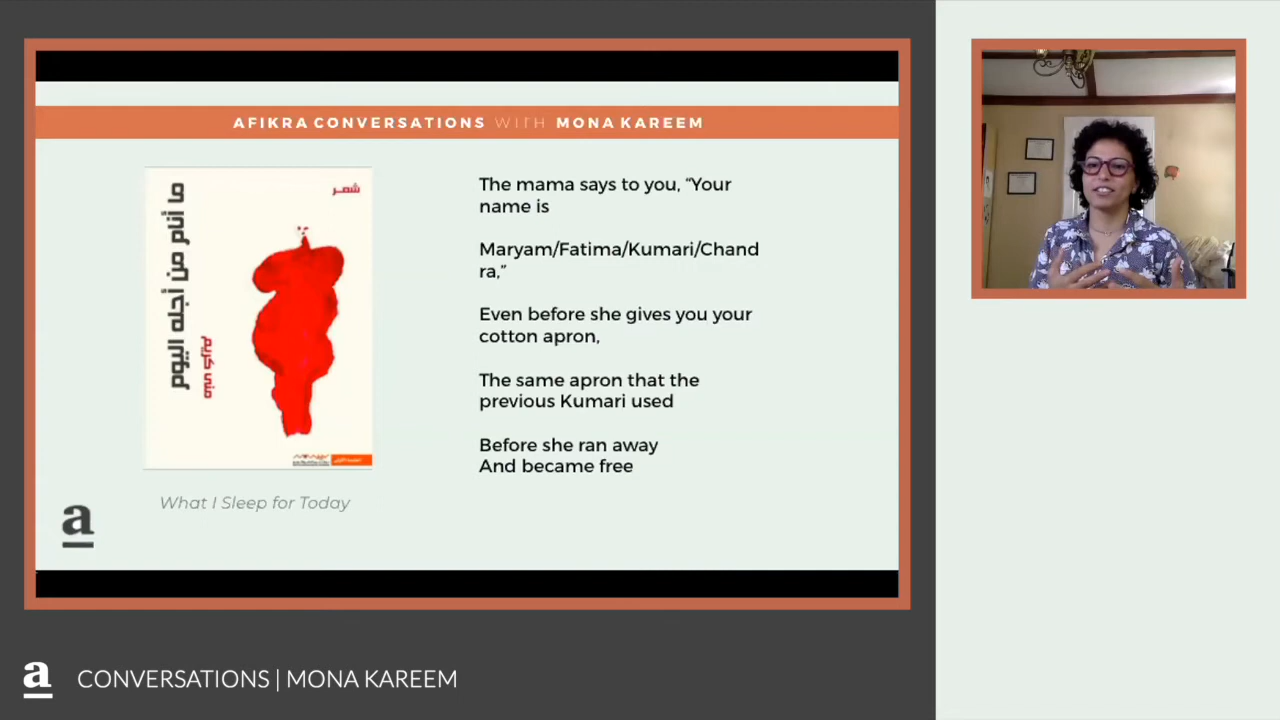 AFIKRA CONVERSATIONS WITH MONA KAREEM
شعر
ما أنام من أجله اليوم
منى كريم
The mama says to you, “Your
name is
Maryam/Fatima/Kumari/Chand
ra,”
Even before she gives you your
cotton apron,
The same apron that the
previous Kumari used
Before she ran away
And became free
What I Sleep for Today
a
a CONVERSATIONS | MONA KAREEM